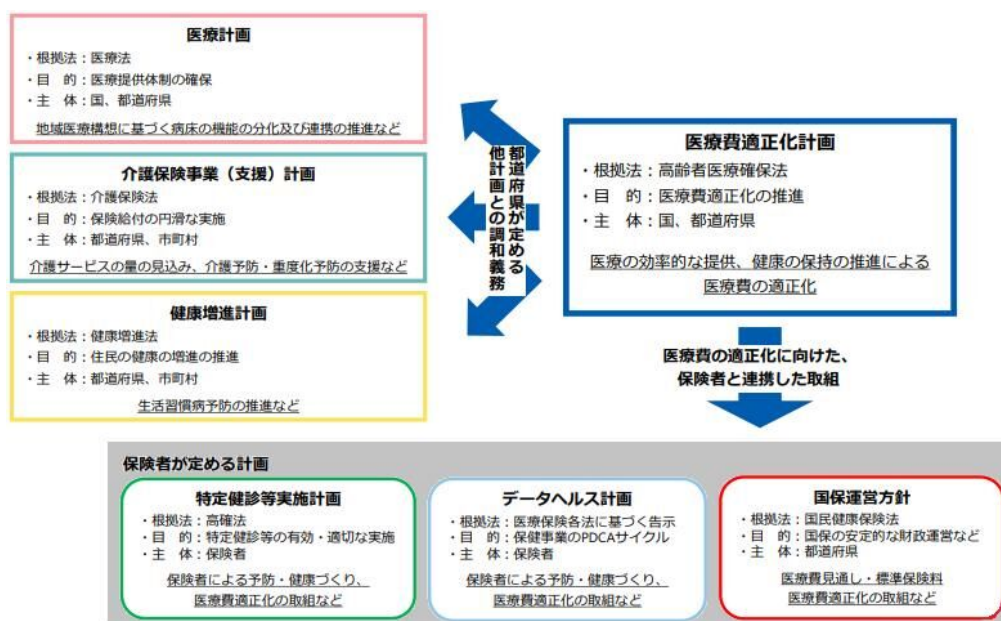 医療計画
・根拠法：医療法
・目　的：医療提供体制の確保
・主　体：国、都道府県
地域医療構想に基づく病床の機能の分化及び連携の推進など
介護保険事業（支援）計画
・根拠法：介護保険法
・目　的：保険給付の円滑な実施
・主　体：都道府県、市町村
介護サービスの量の見込み、介護予防・重度化予防の支援など
健康増進計画
・根拠法：健康増進法
・目　的：住民の健康の増進の推進
・主　体：都道府県、市町村
生活習慣病予防の推進など
都道府県が定める
他計画との調和義務
医療費適正化計画
・根拠法：高齢者医療確保法
・目　的：医療費適正化の推進
・主　体：国、都道府県
医療の効率的な提供、健康の保持の推進による
医療費の適正化
医療費の適正化に向けた、
保険者と連携した取組
保険者が定める計画
特定健診等実施計画
・根拠法：高確法
・目　的：特定健診等の有効・適切な実施
・主　体：保険者
保険者による予防・健康づくり、
医療費適正化の取組など
データヘルス計画
・根拠法：医療保険各法に基づく告示
・目　的：保健事業のPDCAサイクル
・主　体：保険者
保険者による予防・健康づくり、
医療費適正化の取組など
国保運営方針
・根拠法：国民健康保険法
・目　的：国保の安定的な財政運営など
・主　体：都道府県
医療費見通し・標準保険料
医療費適正化の取組など